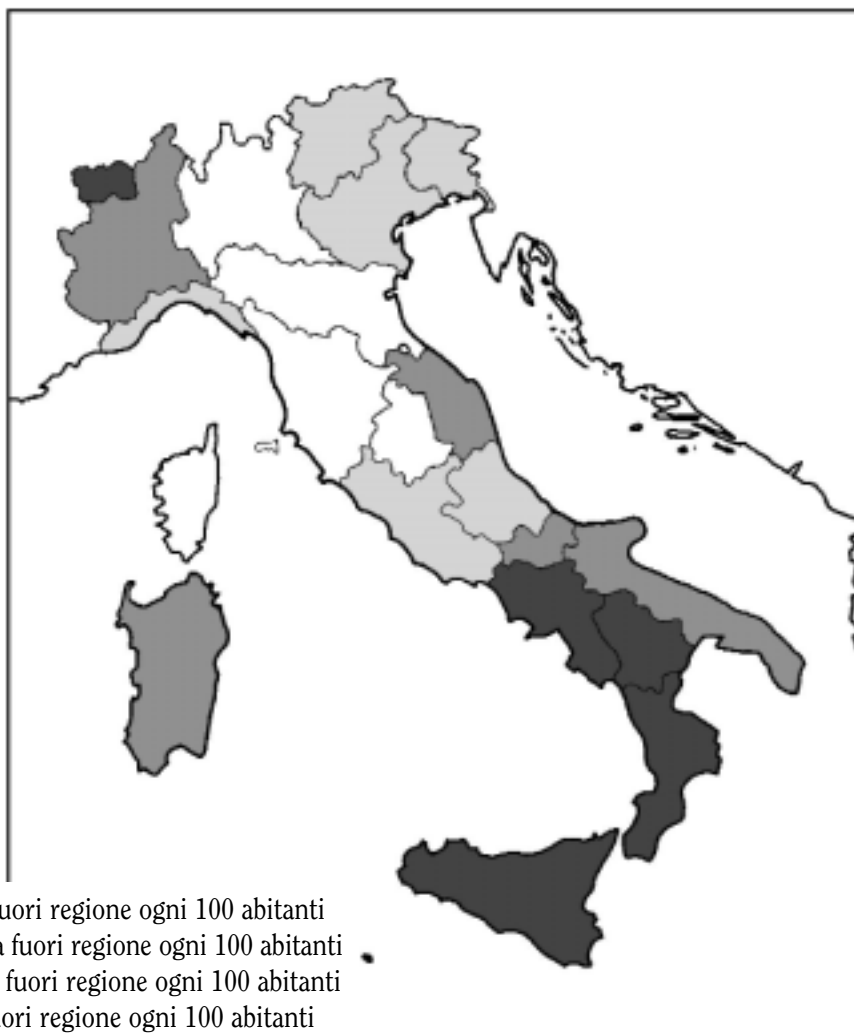 fuori regione ogni 100 abitanti
a fuori regione ogni 100 abitanti
fuori regione ogni 100 abitanti
uori regione ogni 100 abitanti